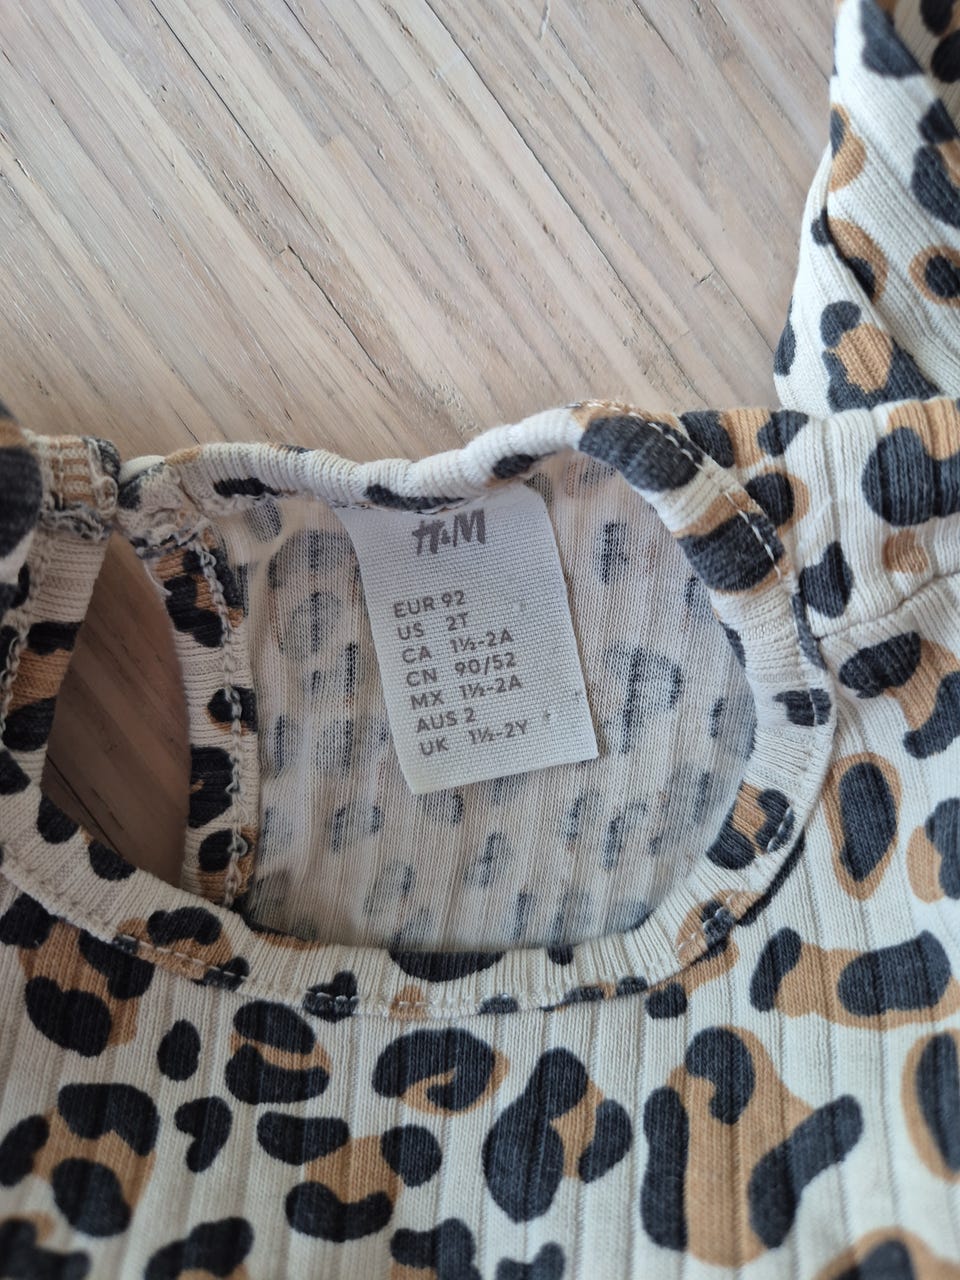 H&M
EUR 92
US 2T
CA 1½-2A
CN 90/52
MX 1½-2A
AUS 2
UK 1½-2Y